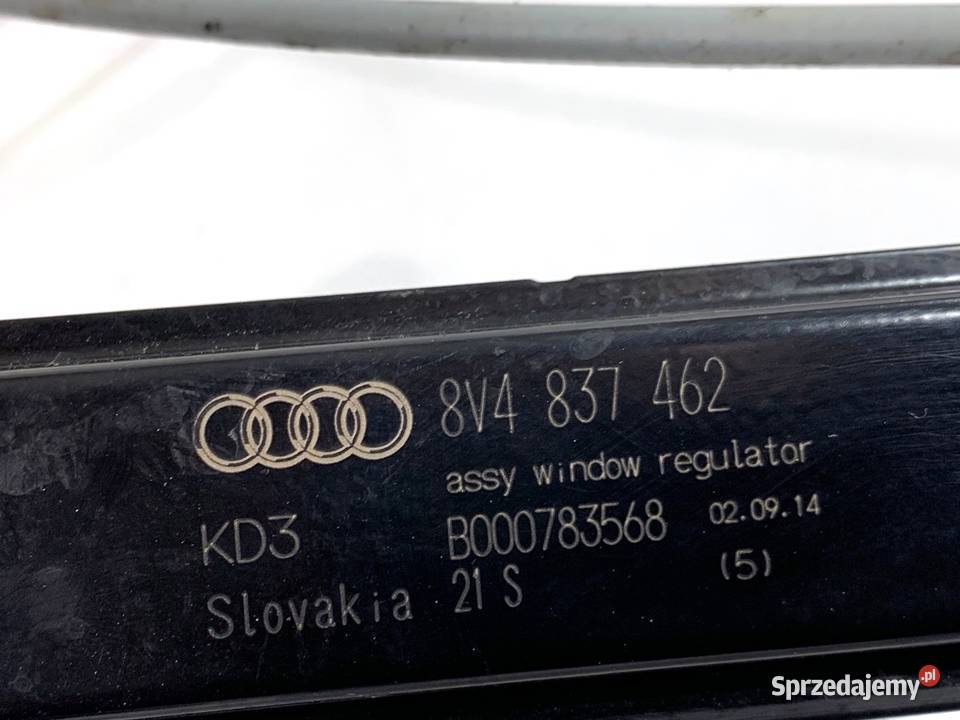 8V4 837 462
assy window regulator
KD3 B000783568 02.09.14
Slovakia 21 S (5)
Sprzedajemy.pl